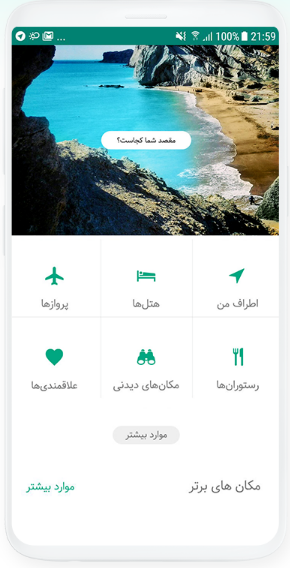 ... 100% 21:59
مقصد شما کجاست؟
اطراف من هتل‌ها پروازها
رستوران‌ها مکان‌های دیدنی علاقمندی‌ها
موارد بیشتر
مکان های برتر موارد بیشتر